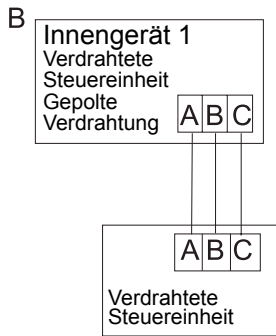 B
Innengerät 1
Verdrahtete
Steuereinheit
Gepolte
Verdrahtung
A B C
A B C
Verdrahtete
Steuereinheit